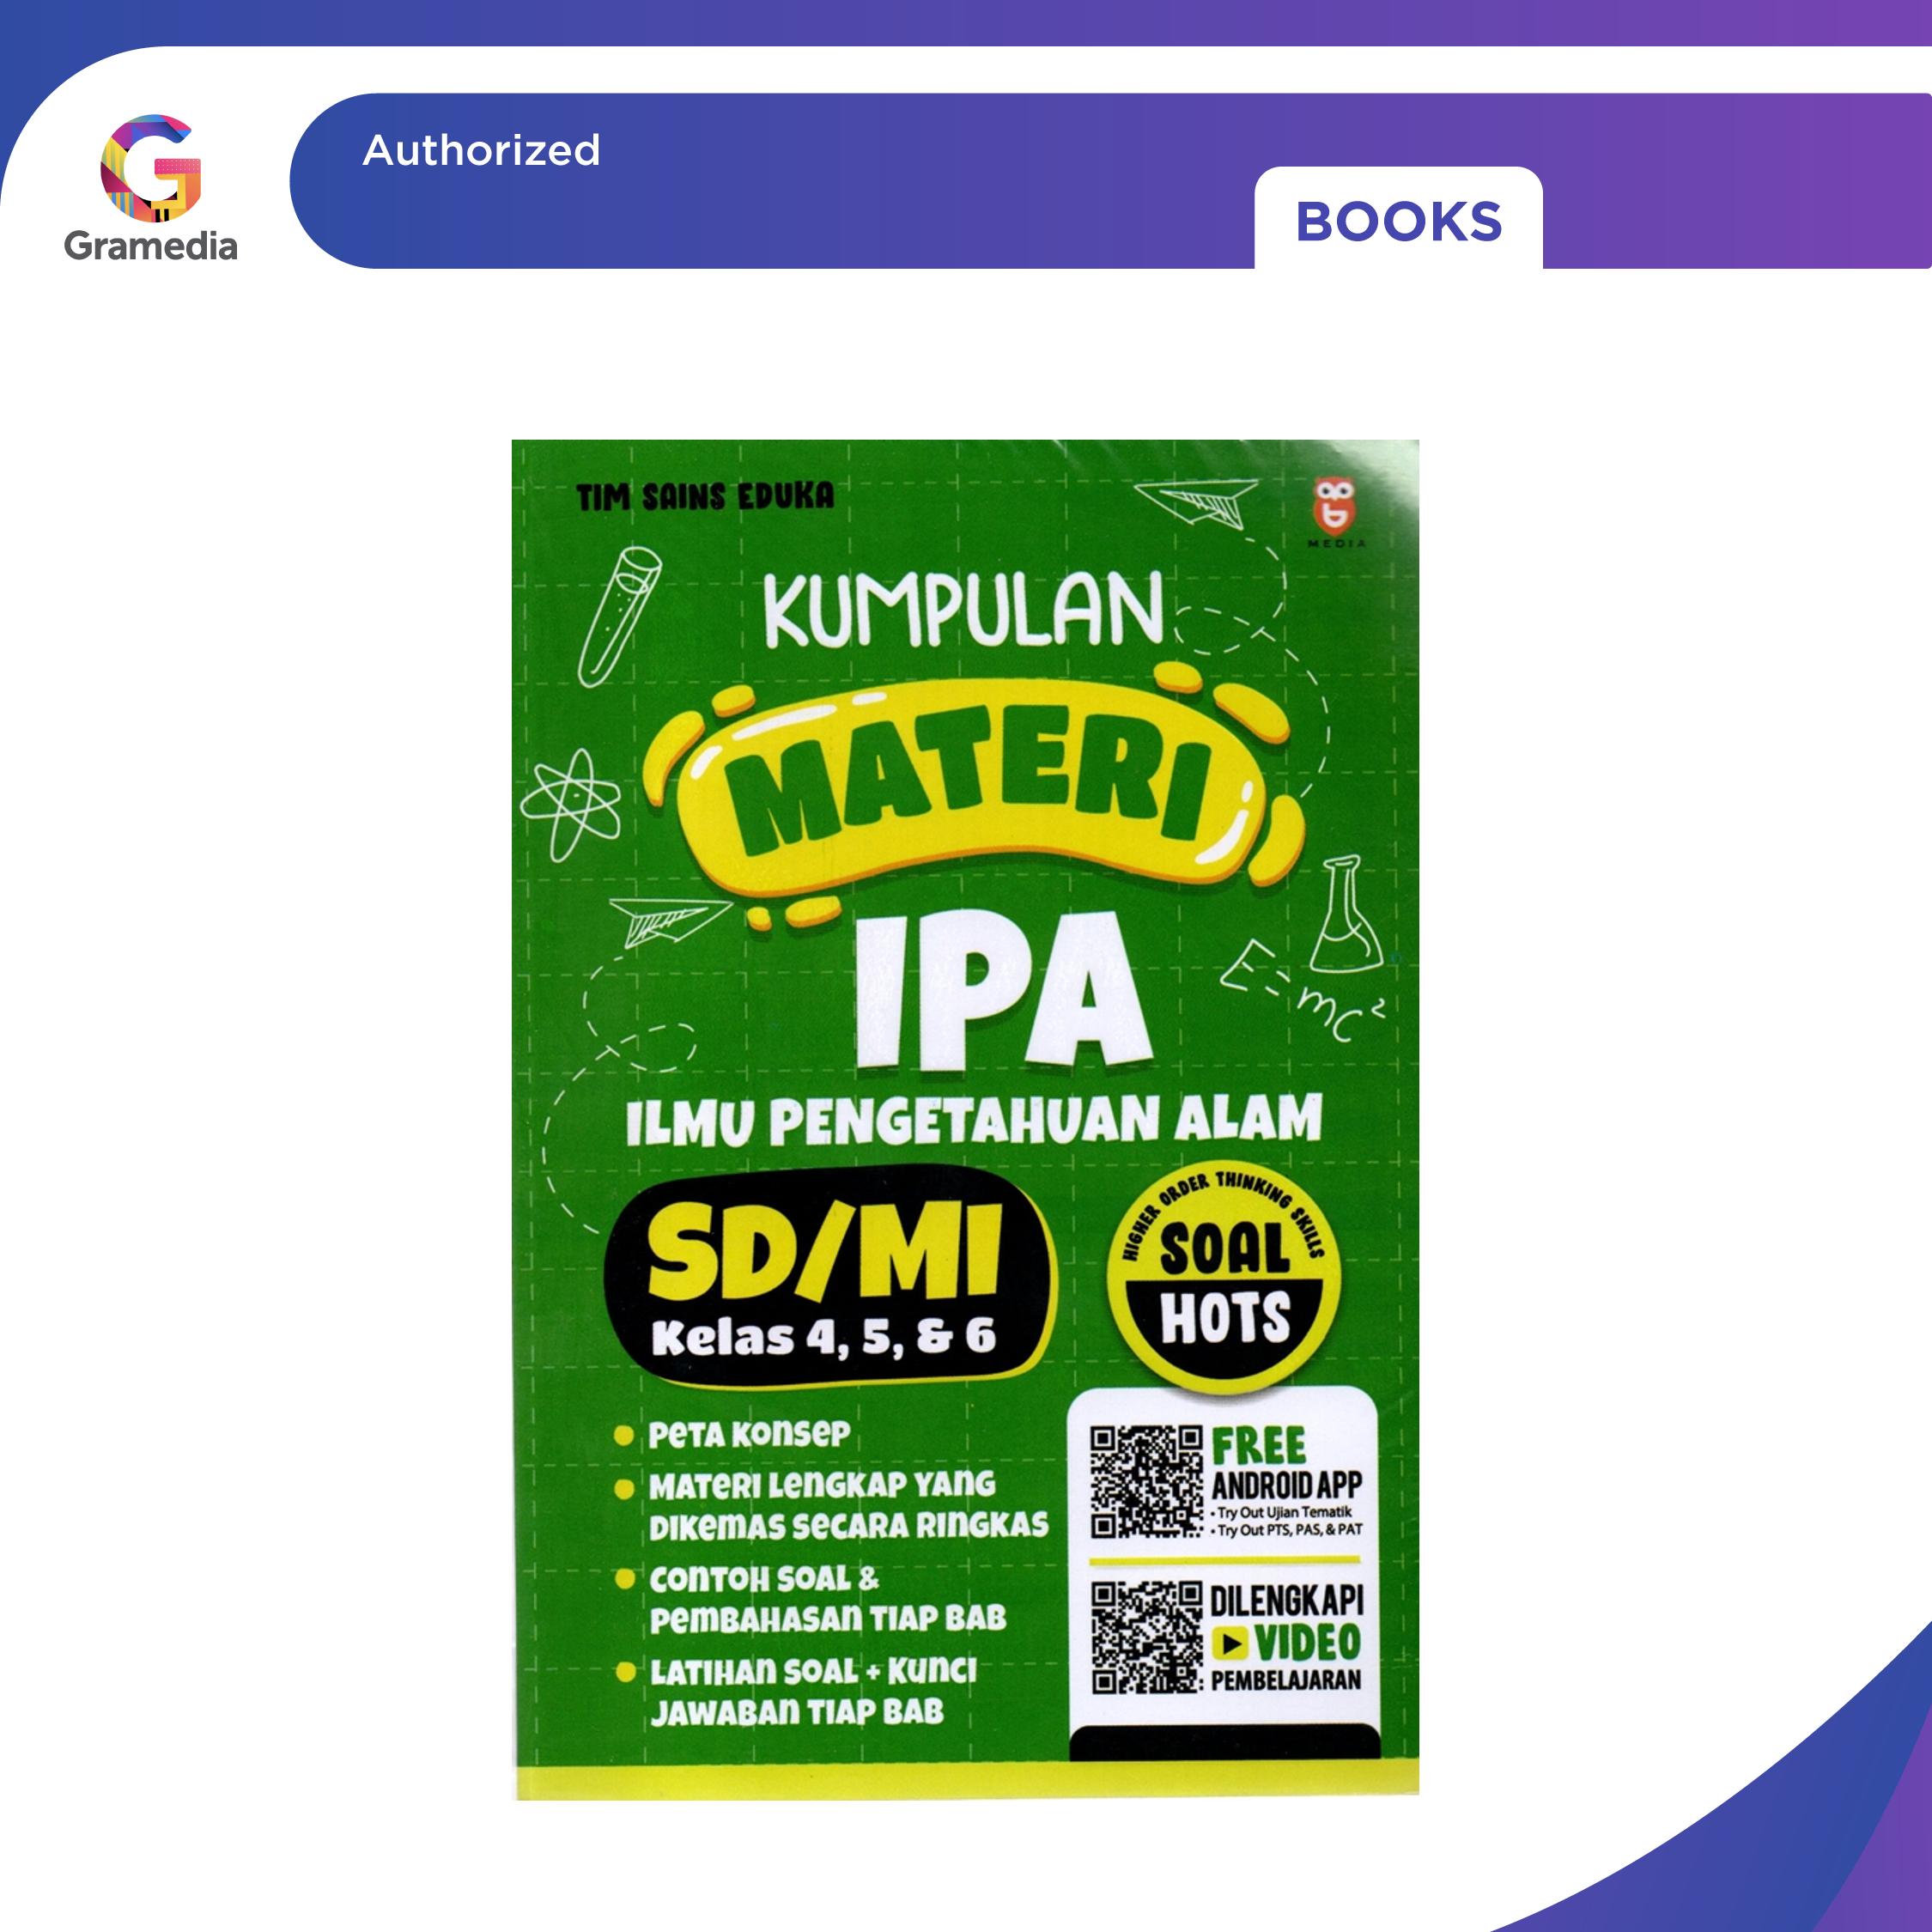 Gramedia
Authorized
BOOKS
TIM SAINS EDUKA
MEDIA
KUMPULAN
MATERI
IPA
E=mc²
ILMU PENGETAHUAN ALAM
SD/MI
Kelas 4, 5, & 6
HIGHER ORDER THINKING SKILLS
SOAL
HOTS
PETA KONSEP
MATERI LENGKAP YANG
DIKEMAS SECARA RINGKAS
CONTOH SOAL &
PEMBAHASAN TIAP BAB
LATIHAN SOAL + KUNCI
JAWABAN TIAP BAB
FREE
ANDROID APP
• Try Out Ujian Tematik
• Try Out PTS, PAS, & PAT
DILENGKAPI
VIDEO
PEMBELAJARAN